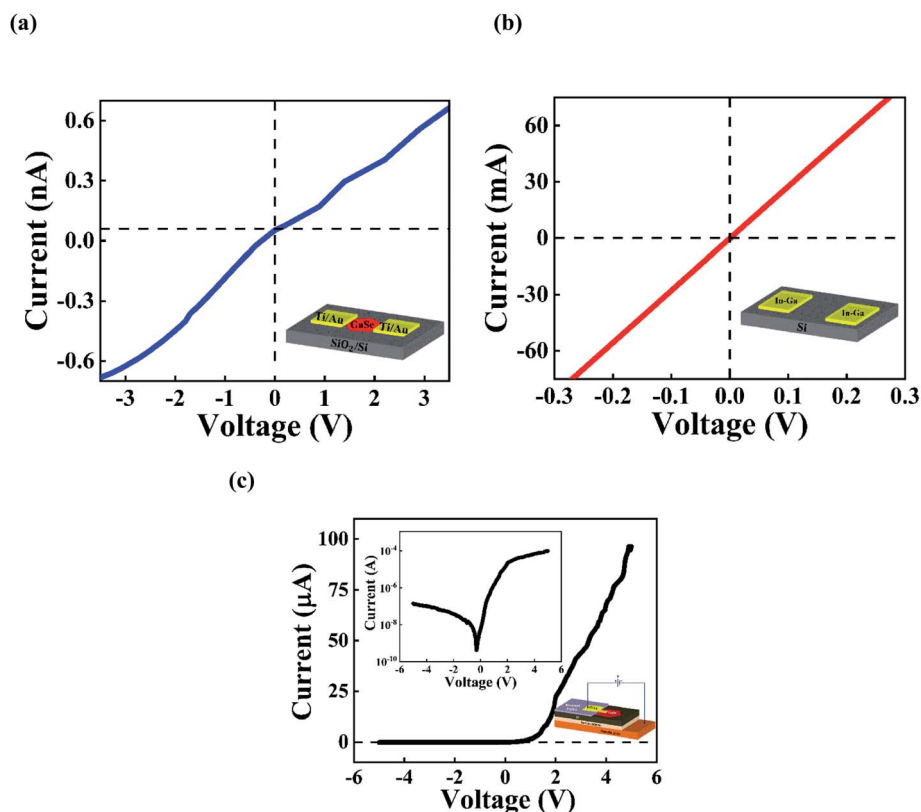 (a)
(b)
Current (nA)
0.6
0.3
0.0
-0.3
-0.6
-3 -2 -1 0 1 2 3
Voltage (V)
Ti/Au
GaSe
Ti/Au
SiO2/Si
Current (mA)
60
30
0
-30
-60
-0.3 -0.2 -0.1 0.0 0.1 0.2 0.3
Voltage (V)
In-Ga
In-Ga
Si
(c)
Current (μA)
100
75
50
25
0
-6 -4 -2 0 2 4 6
Voltage (V)
Current (A)
10-4
10-6
10-8
10-10
-6 -4 -2 0 2 4 6
Voltage (V)